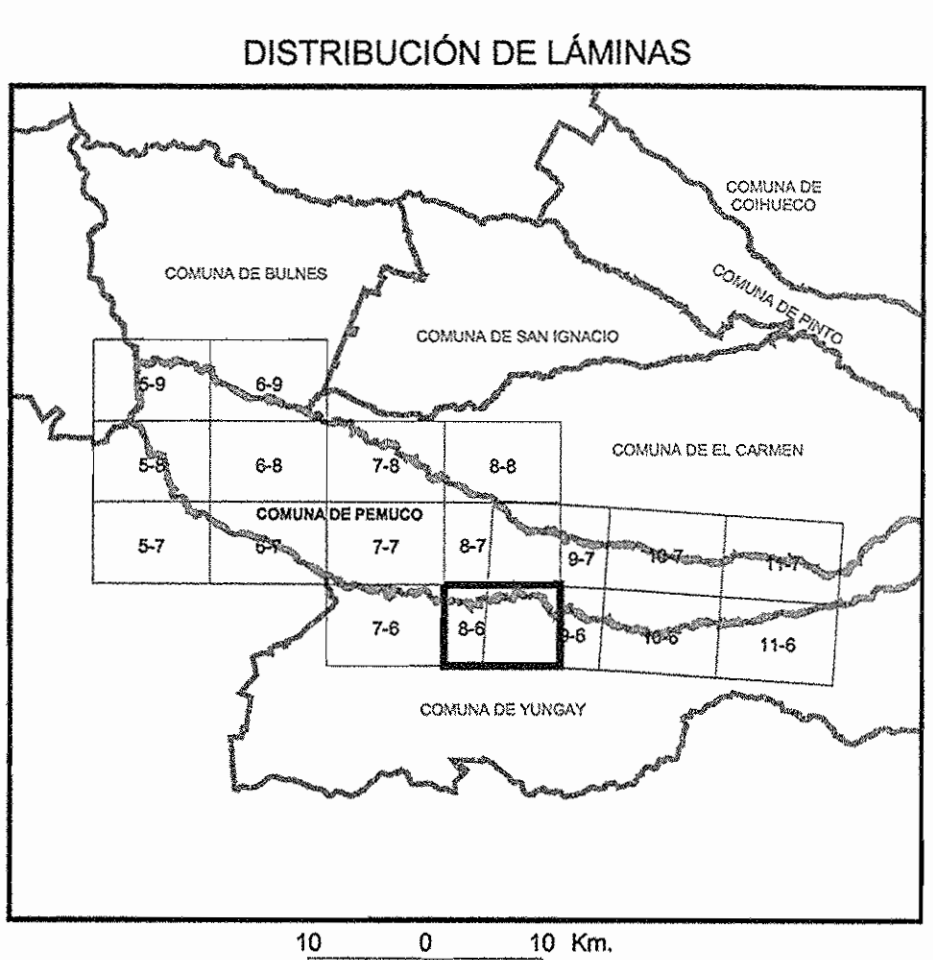 DISTRIBUCIÓN DE LÁMINAS
COMUNA DE
COIHUECO
COMUNA DE BULNES
COMUNA DE PINTO
COMUNA DE SAN IGNACIO
5-9
6-9
COMUNA DE EL CARMEN
5-8
6-8
7-8
8-8
COMUNA DE PEMUCO
5-7
6-7
7-7
8-7
9-7
10-7
11-7
7-6
8-6
9-6
10-6
11-6
COMUNA DE YUNGAY
10 0 10 Km.